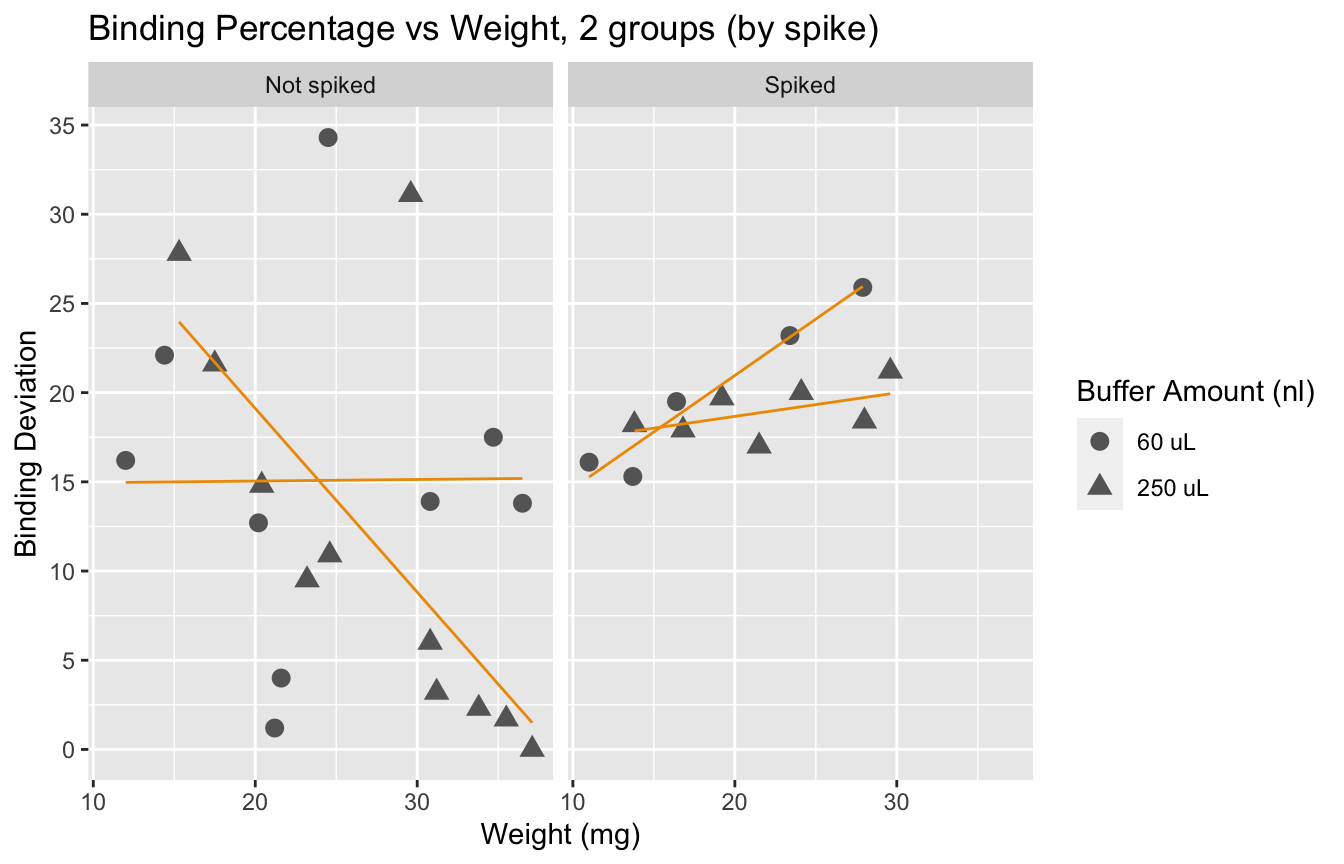 Binding Percentage vs Weight, 2 groups (by spike)
Not spiked
Spiked
35
30
25
20
15
10
5
0
Binding Deviation
10
20
30
10
20
30
Weight (mg)
Buffer Amount (nl)
60 uL
250 uL